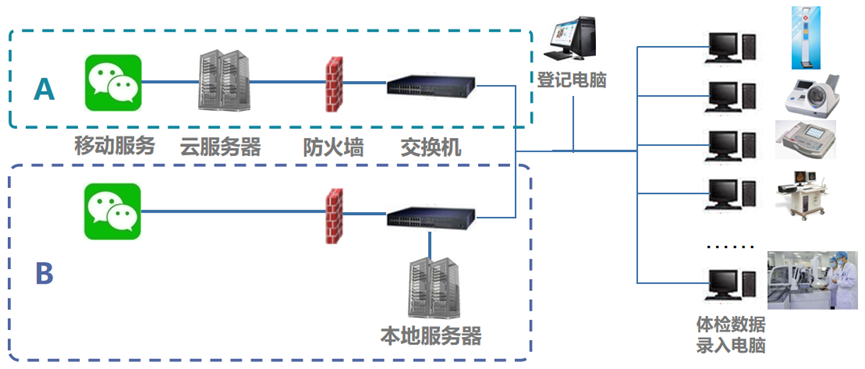 A
移动服务
云服务器
防火墙
交换机
登记电脑
B
本地服务器
......
体检数据
录入电脑